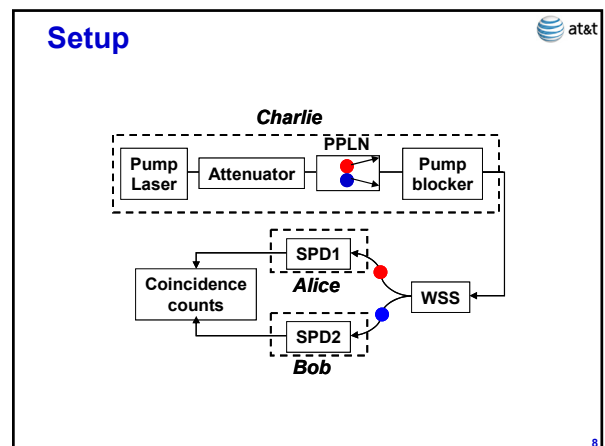 Setup
at&t
Charlie
PPLN
Pump
Laser
Attenuator
Pump
blocker
SPD1
Alice
Coincidence
counts
WSS
SPD2
Bob
8